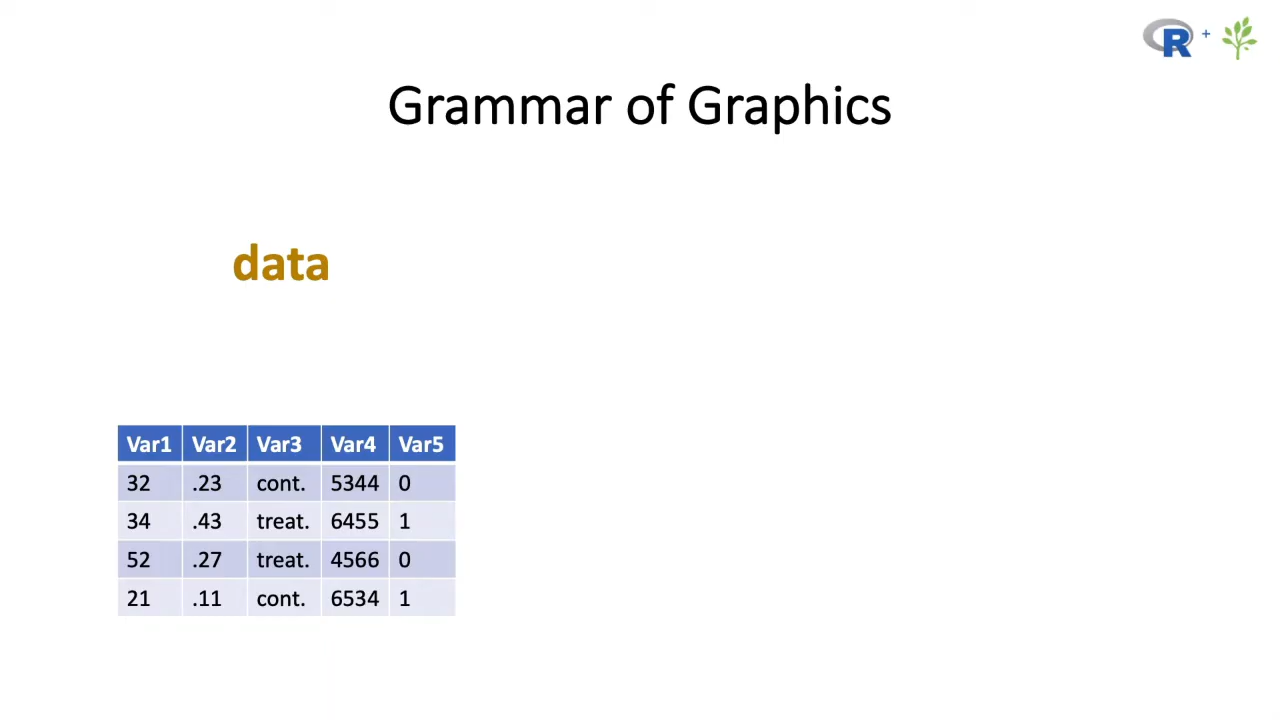 R +
Grammar of Graphics
data
Var1 Var2 Var3 Var4 Var5
32 .23 cont. 5344 0
34 .43 treat. 6455 1
52 .27 treat. 4566 0
21 .11 cont. 6534 1